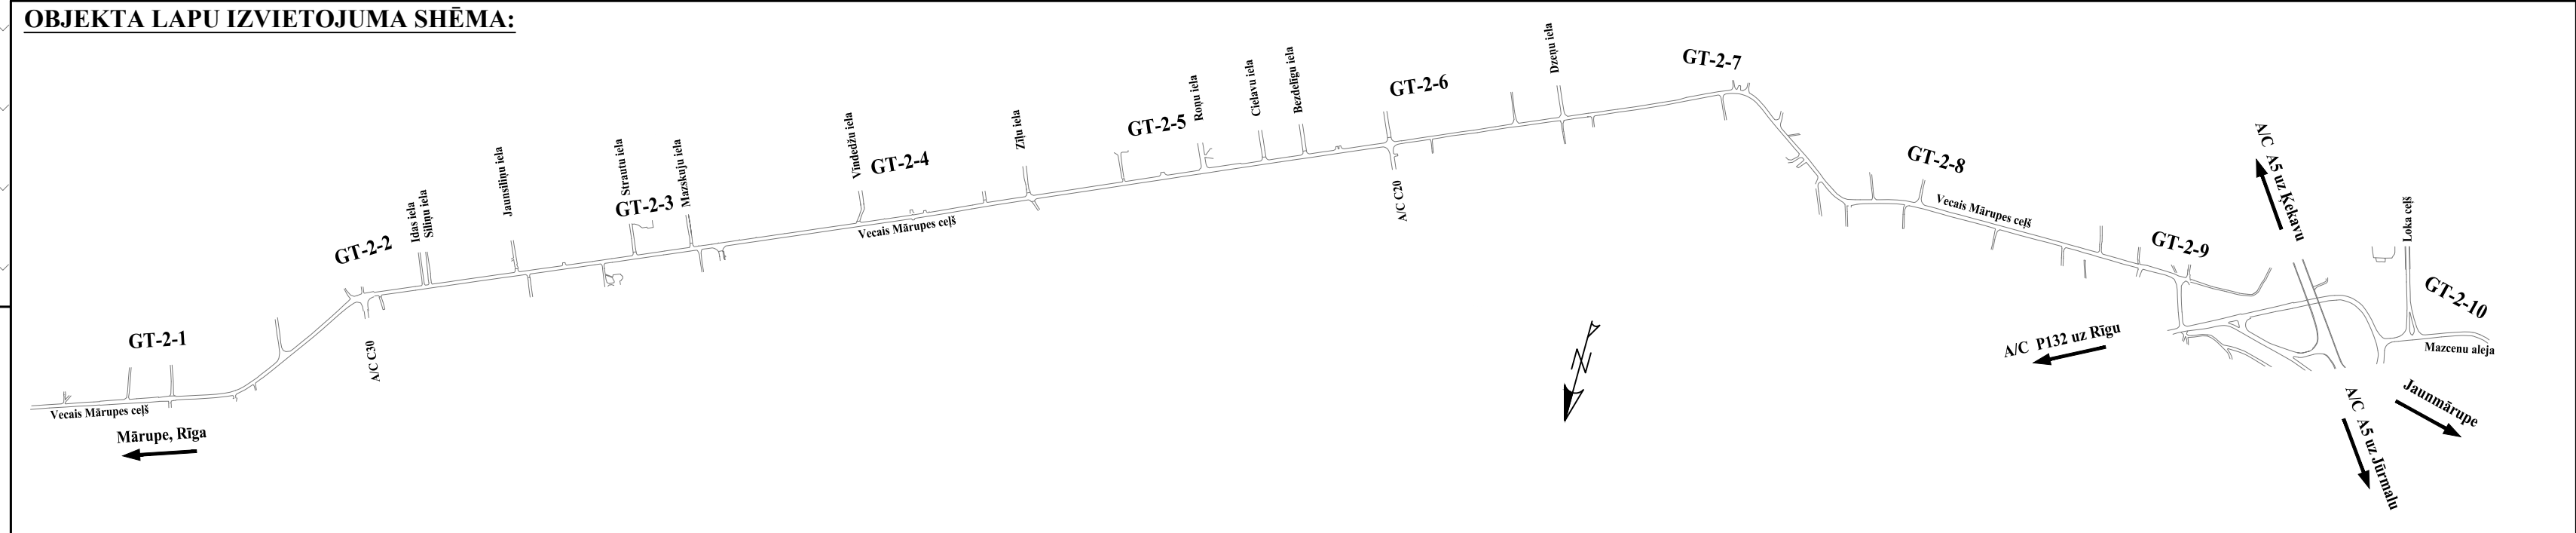 OBJEKTA LAPU IZVIETOJUMA SHĒMA:
GT-2-1
Vecais Mārupes ceļš
Mārupe, Rīga
GT-2-2
A/C C30
Idas iela
Siliņu iela
Jaunsiliņu iela
Strautu iela
GT-2-3
Mazskuju iela
Vīndedžu iela
GT-2-4
Vecais Mārupes ceļš
Zīļu iela
GT-2-5
Roņu iela
Cielavu iela
Bezdelīgu iela
GT-2-6
A/C C20
Dzeņu iela
GT-2-7
GT-2-8
Vecais Mārupes ceļš
GT-2-9
A/C P132 uz Rīgu
N
A/C A5 uz Ķekavu
Loka ceļš
GT-2-10
Mazcenu aleja
Jaunmārupe
A/C A5 uz Jūrmalu